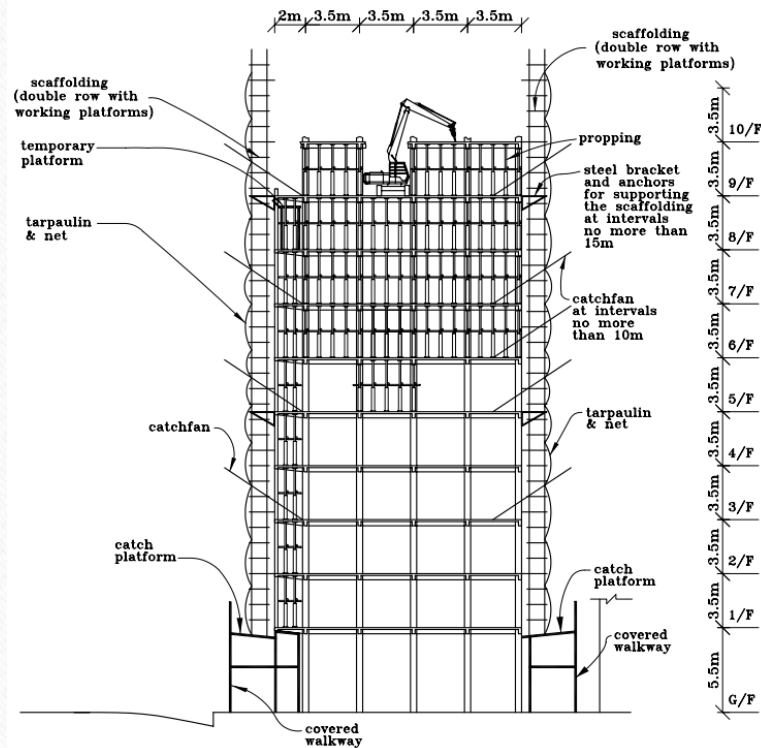 2m 3.5m 3.5m 3.5m 3.5m
scaffolding
(double row with
working platforms)
scaffolding
(double row with
working platforms)
temporary
platform
propping
steel bracket
and anchors
for supporting
the scaffolding
at intervals
no more than
15m
tarpaulin
& net
catchfan
at intervals
no more
than 10m
catchfan
tarpaulin
& net
catch
platform
catch
platform
covered
walkway
covered
walkway
3.5m 10/F
3.5m 9/F
3.5m 8/F
3.5m 7/F
3.5m 6/F
3.5m 5/F
3.5m 4/F
3.5m 3/F
3.5m 2/F
3.5m 1/F
5.5m G/F